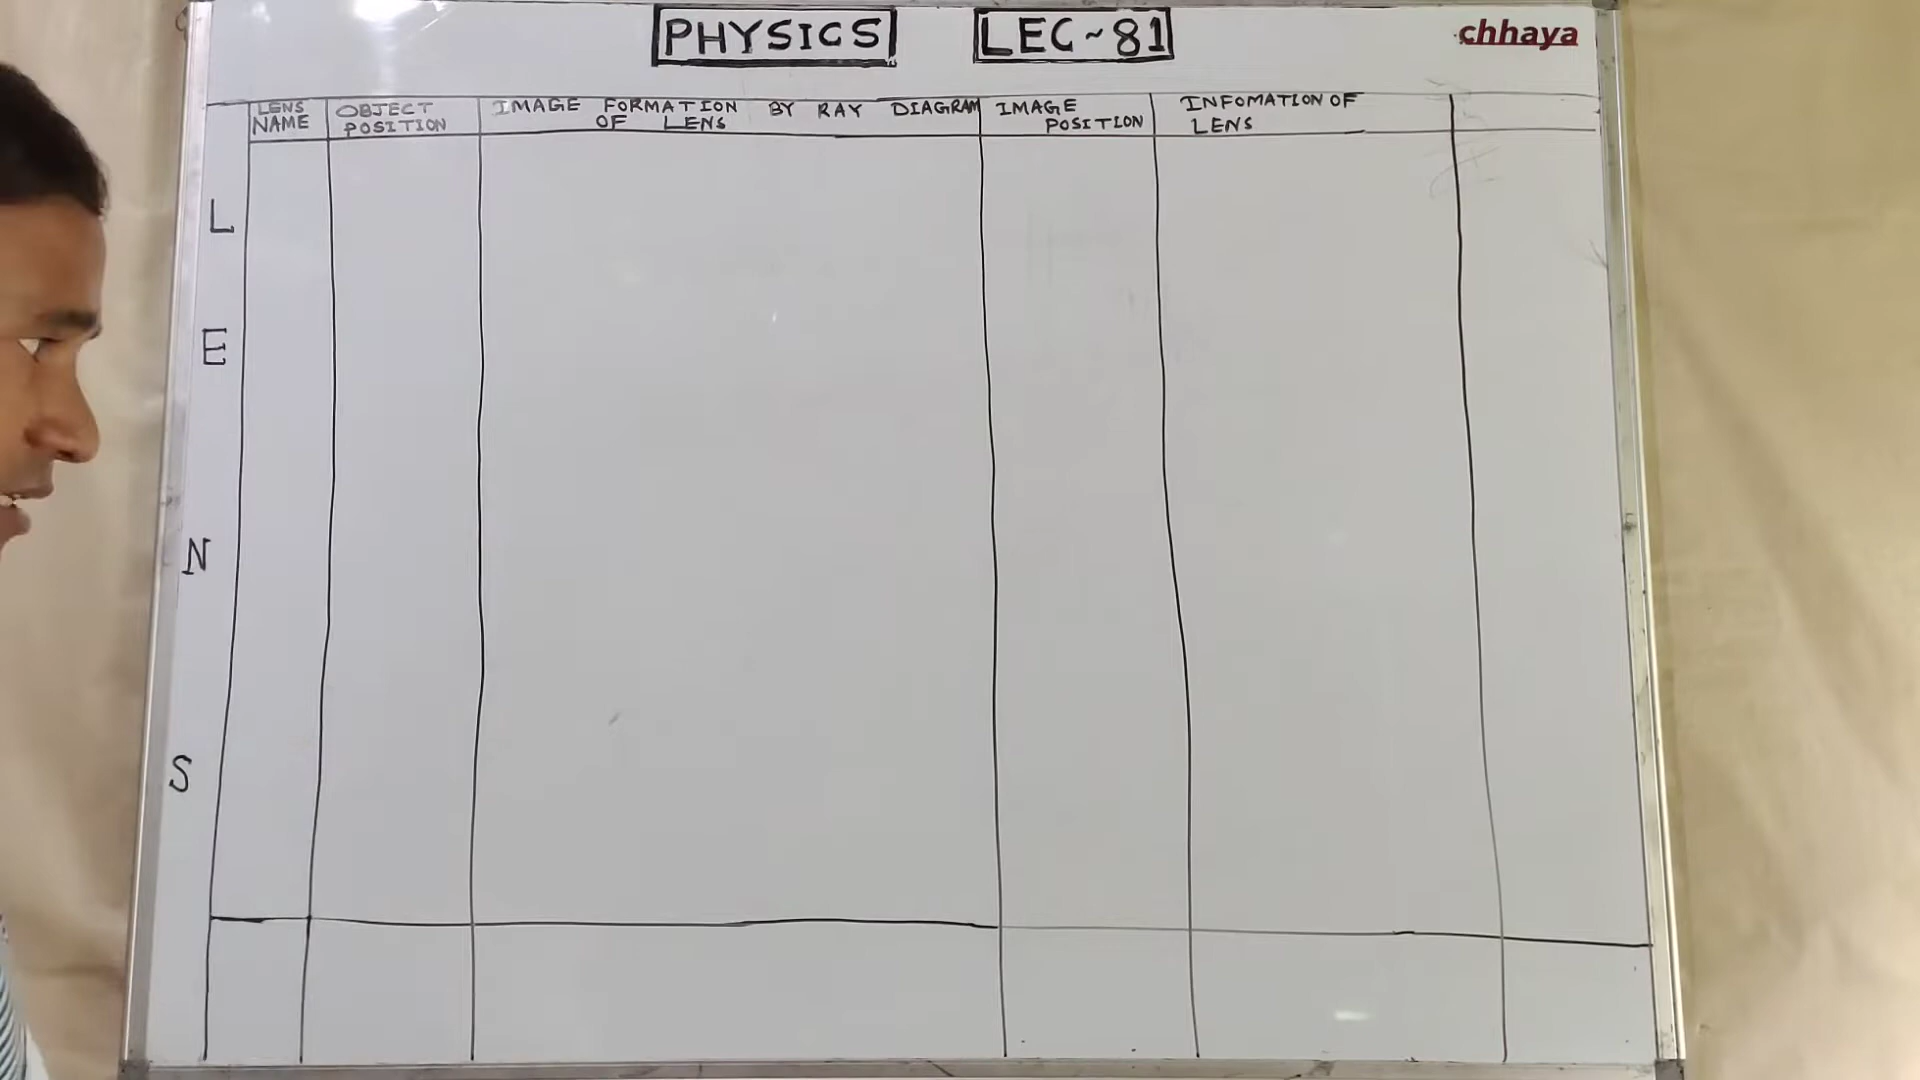 PHYSICS LEC~81
chhaya
LENS
NAME
OBJECT
POSITION
IMAGE FORMATION BY RAY DIAGRAM
OF LENS
IMAGE
POSITION
INFOMATION OF
LENS
L
E
N
S